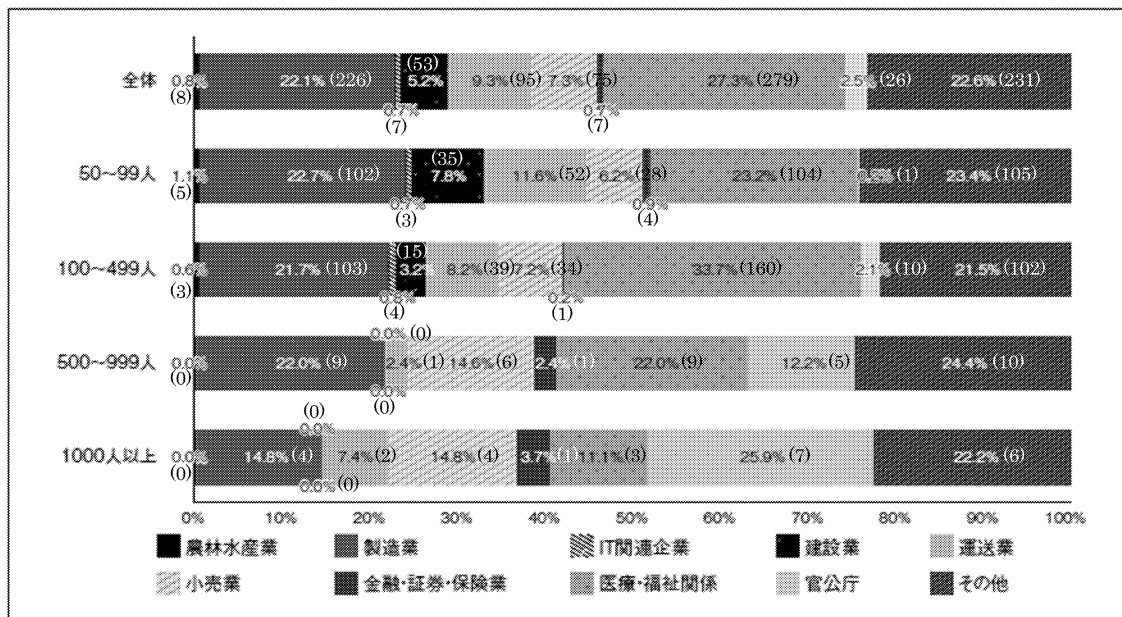 全体 0.8% (8) 22.1% (226) 0.7% (7) (53) 5.2% 9.3% (95) 7.3% (75) 0.7% (7) 27.3% (279) 2.5% (26) 22.6% (231)
50～99人 1.1% (5) 22.7% (102) 0.7% (3) (35) 7.8% 11.6% (52) 6.2% (28) 0.9% (4) 23.2% (104) 0.2% (1) 23.4% (105)
100～499人 0.6% (3) 21.7% (103) 0.8% (4) (15) 3.2% 8.2% (39) 7.2% (34) 0.2% (1) 33.7% (160) 2.1% (10) 21.5% (102)
500～999人 0.0% (0) 22.0% (9) 0.0% (0) 0.0% (0) 2.4% (1) 14.6% (6) 2.4% (1) 22.0% (9) 12.2% (5) 24.4% (10)
1000人以上 0.0% (0) 14.8% (4) 0.0% (0) 0.0% (0) 7.4% (2) 14.8% (4) 3.7% (1) 11.1% (3) 25.9% (7) 22.2% (6)
0% 10% 20% 30% 40% 50% 60% 70% 80% 90% 100%
農林水産業 製造業 IT関連企業 建設業 運送業
小売業 金融・証券・保険業 医療・福祉関係 官公庁 その他